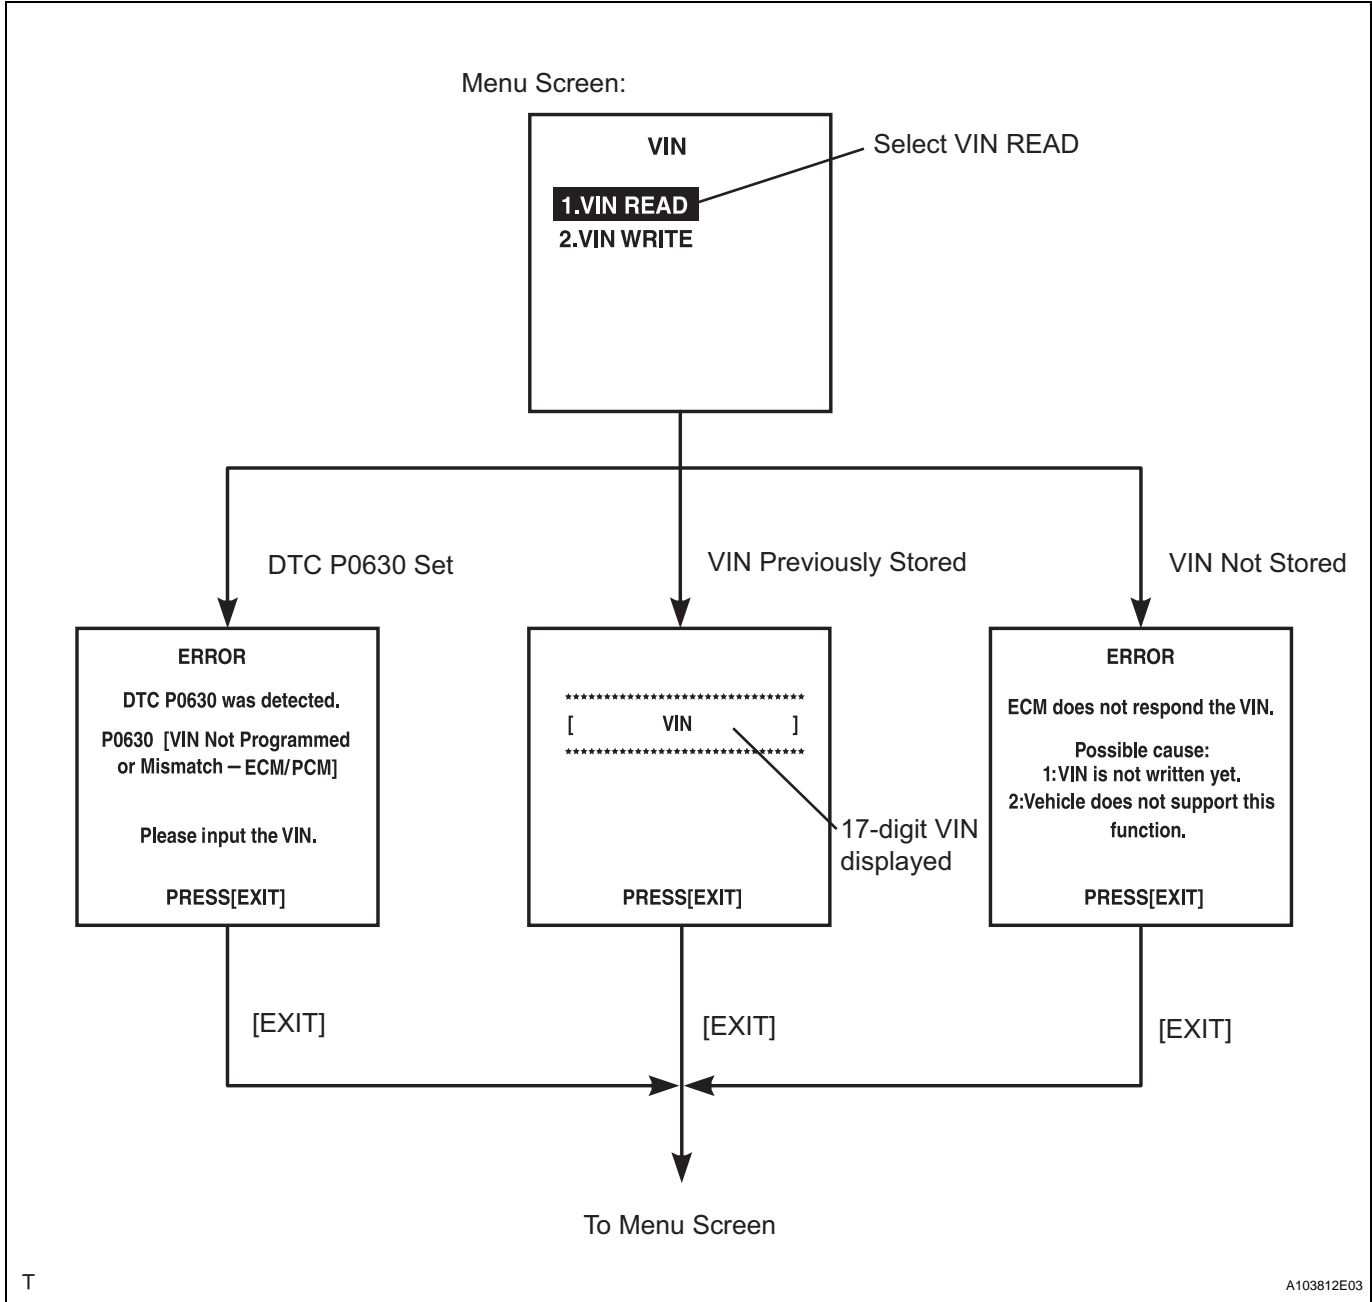 Menu Screen:
VIN
Select VIN READ
1.VIN READ
2.VIN WRITE
DTC P0630 Set
VIN Previously Stored
VIN Not Stored
ERROR
DTC P0630 was detected.
P0630 [VIN Not Programmed
or Mismatch – ECM/PCM]
Please input the VIN.
PRESS[EXIT]
*******************************
[ VIN ]
*******************************
17-digit VIN
displayed
PRESS[EXIT]
ERROR
ECM does not respond the VIN.
Possible cause:
1:VIN is not written yet.
2:Vehicle does not support this
function.
PRESS[EXIT]
[EXIT]
[EXIT]
[EXIT]
To Menu Screen
T
A103812E03